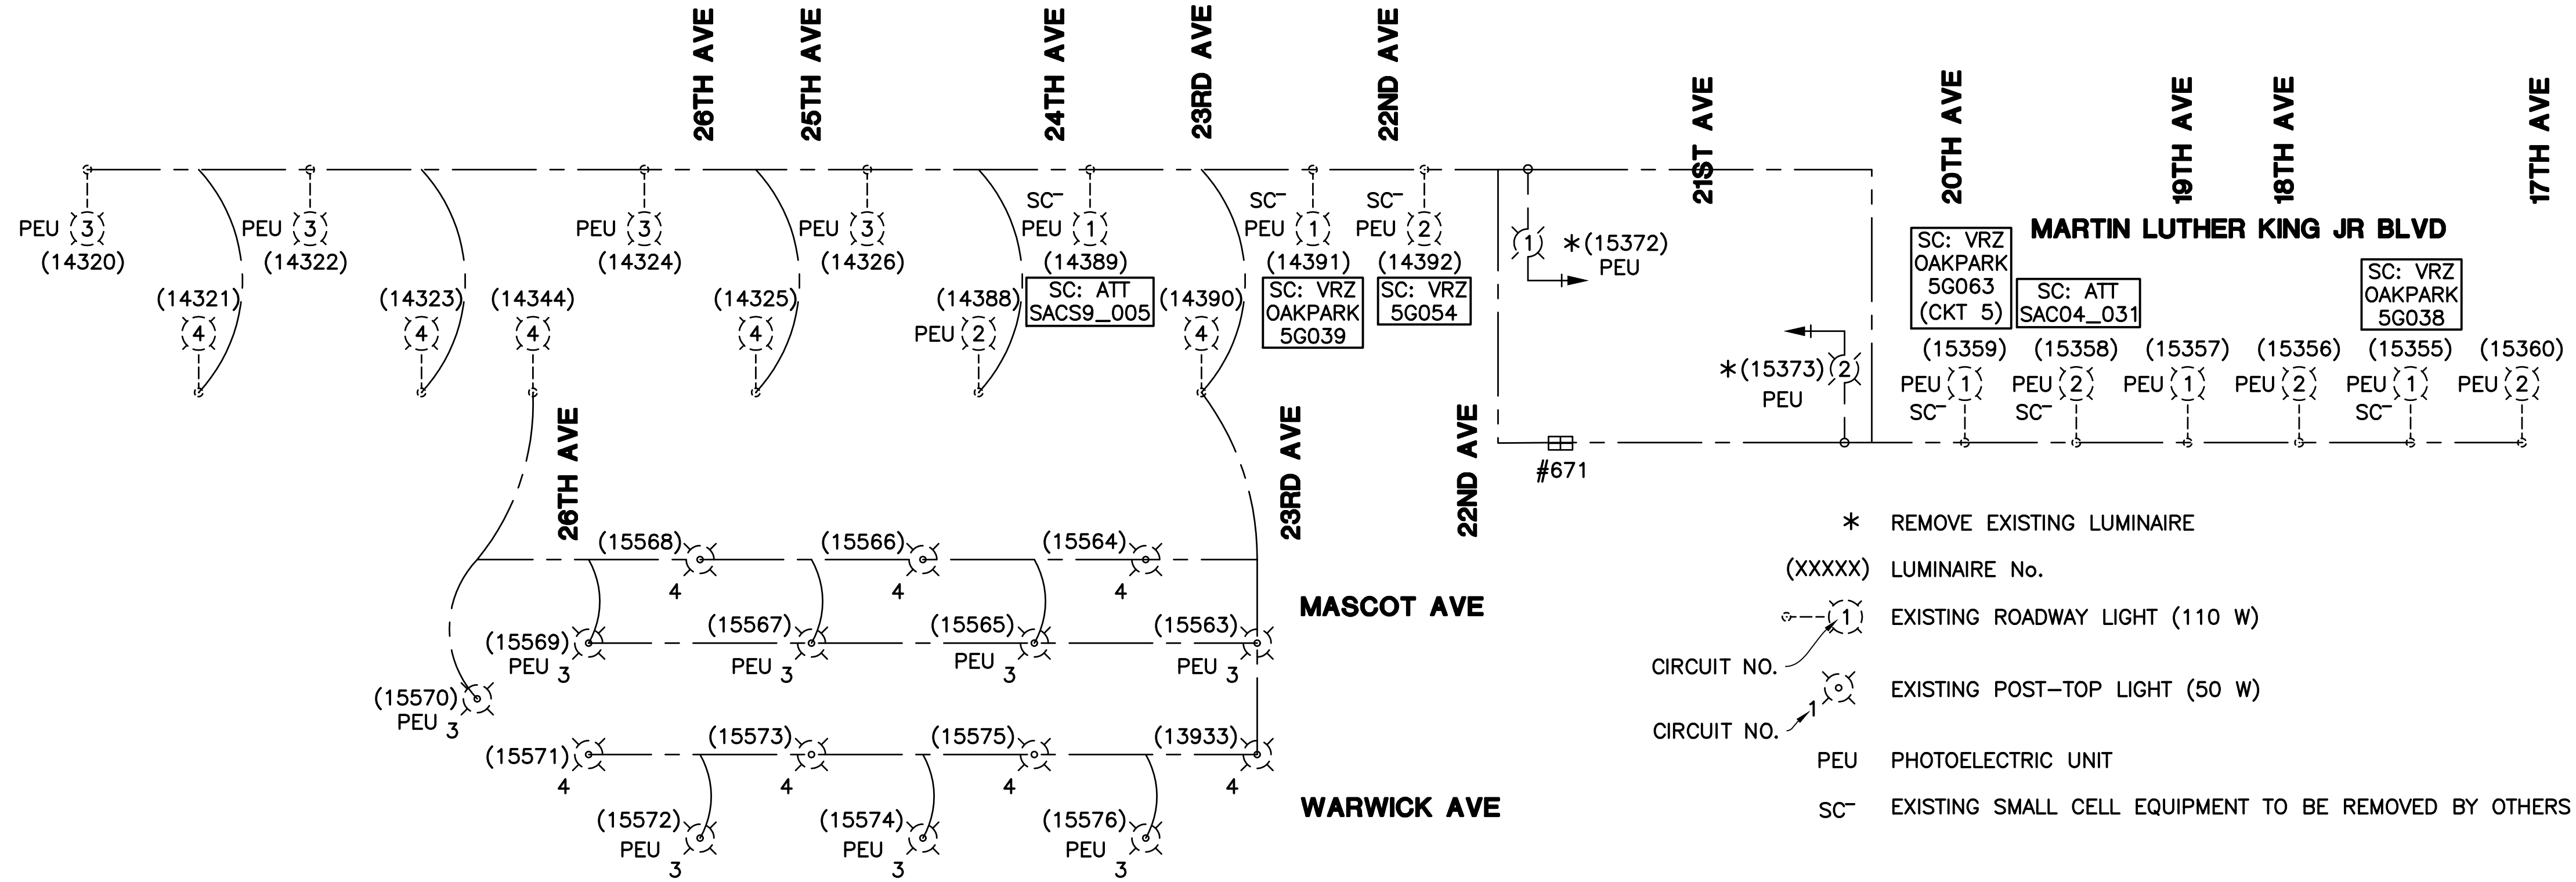 26TH AVE
25TH AVE
24TH AVE
23RD AVE
22ND AVE
21ST AVE
20TH AVE
19TH AVE
18TH AVE
17TH AVE
MARTIN LUTHER KING JR BLVD
PEU 3
(14320)
(14321)
4
PEU 3
(14322)
(14323)
4
(14344)
4
PEU 3
(14324)
(14325)
4
PEU 3
(14326)
(14388)
PEU 2
SC-
PEU 1
(14389)
SC: ATT
SACS9_005
(14390)
4
SC-
PEU 1
(14391)
SC: VRZ
OAKPARK
5G039
SC-
PEU 2
(14392)
SC: VRZ
5G054
1 *(15372)
PEU
*(15373) 2
PEU
#671
SC: VRZ
OAKPARK
5G063
(CKT 5)
(15359)
PEU 1
SC-
SC: ATT
SAC04_031
(15358)
PEU 2
SC-
(15357)
PEU 1
(15356)
PEU 2
SC: VRZ
OAKPARK
5G038
(15355)
PEU 1
SC-
(15360)
PEU 2
26TH AVE
23RD AVE
22ND AVE
(15568)
4
(15566)
4
(15564)
4
MASCOT AVE
(15569)
PEU 3
(15567)
PEU 3
(15565)
PEU 3
(15563)
PEU 3
(15570)
PEU 3
(15571)
4
(15573)
4
(15575)
4
(13933)
4
WARWICK AVE
(15572)
PEU 3
(15574)
PEU 3
(15576)
PEU 3
* REMOVE EXISTING LUMINAIRE
(XXXXX) LUMINAIRE No.
1 EXISTING ROADWAY LIGHT (110 W)
CIRCUIT NO.
EXISTING POST-TOP LIGHT (50 W)
1
CIRCUIT NO.
PEU PHOTOELECTRIC UNIT
SC- EXISTING SMALL CELL EQUIPMENT TO BE REMOVED BY OTHERS